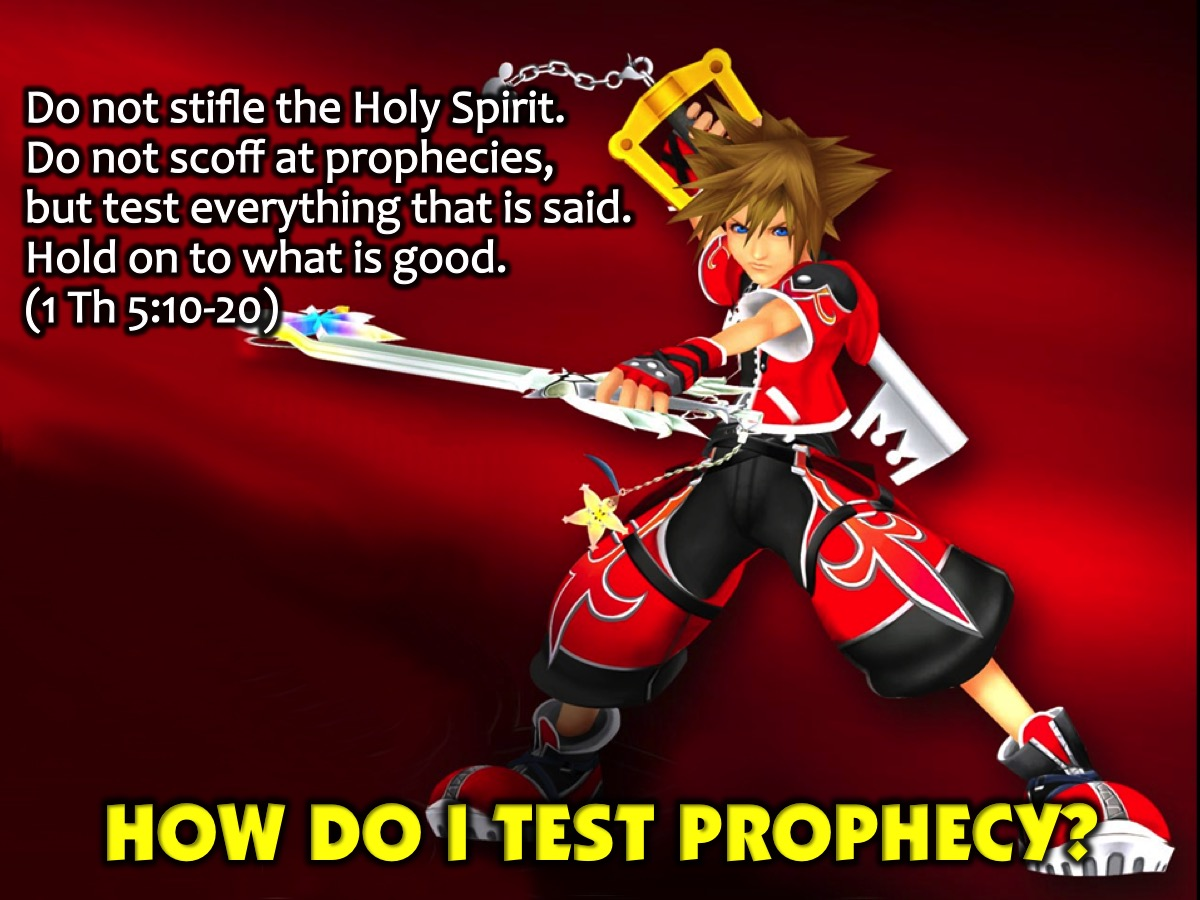 Do not stifle the Holy Spirit.
Do not scoff at prophecies,
but test everything that is said.
Hold on to what is good.
(1 Th 5:10-20)
HOW DO I TEST PROPHECY?